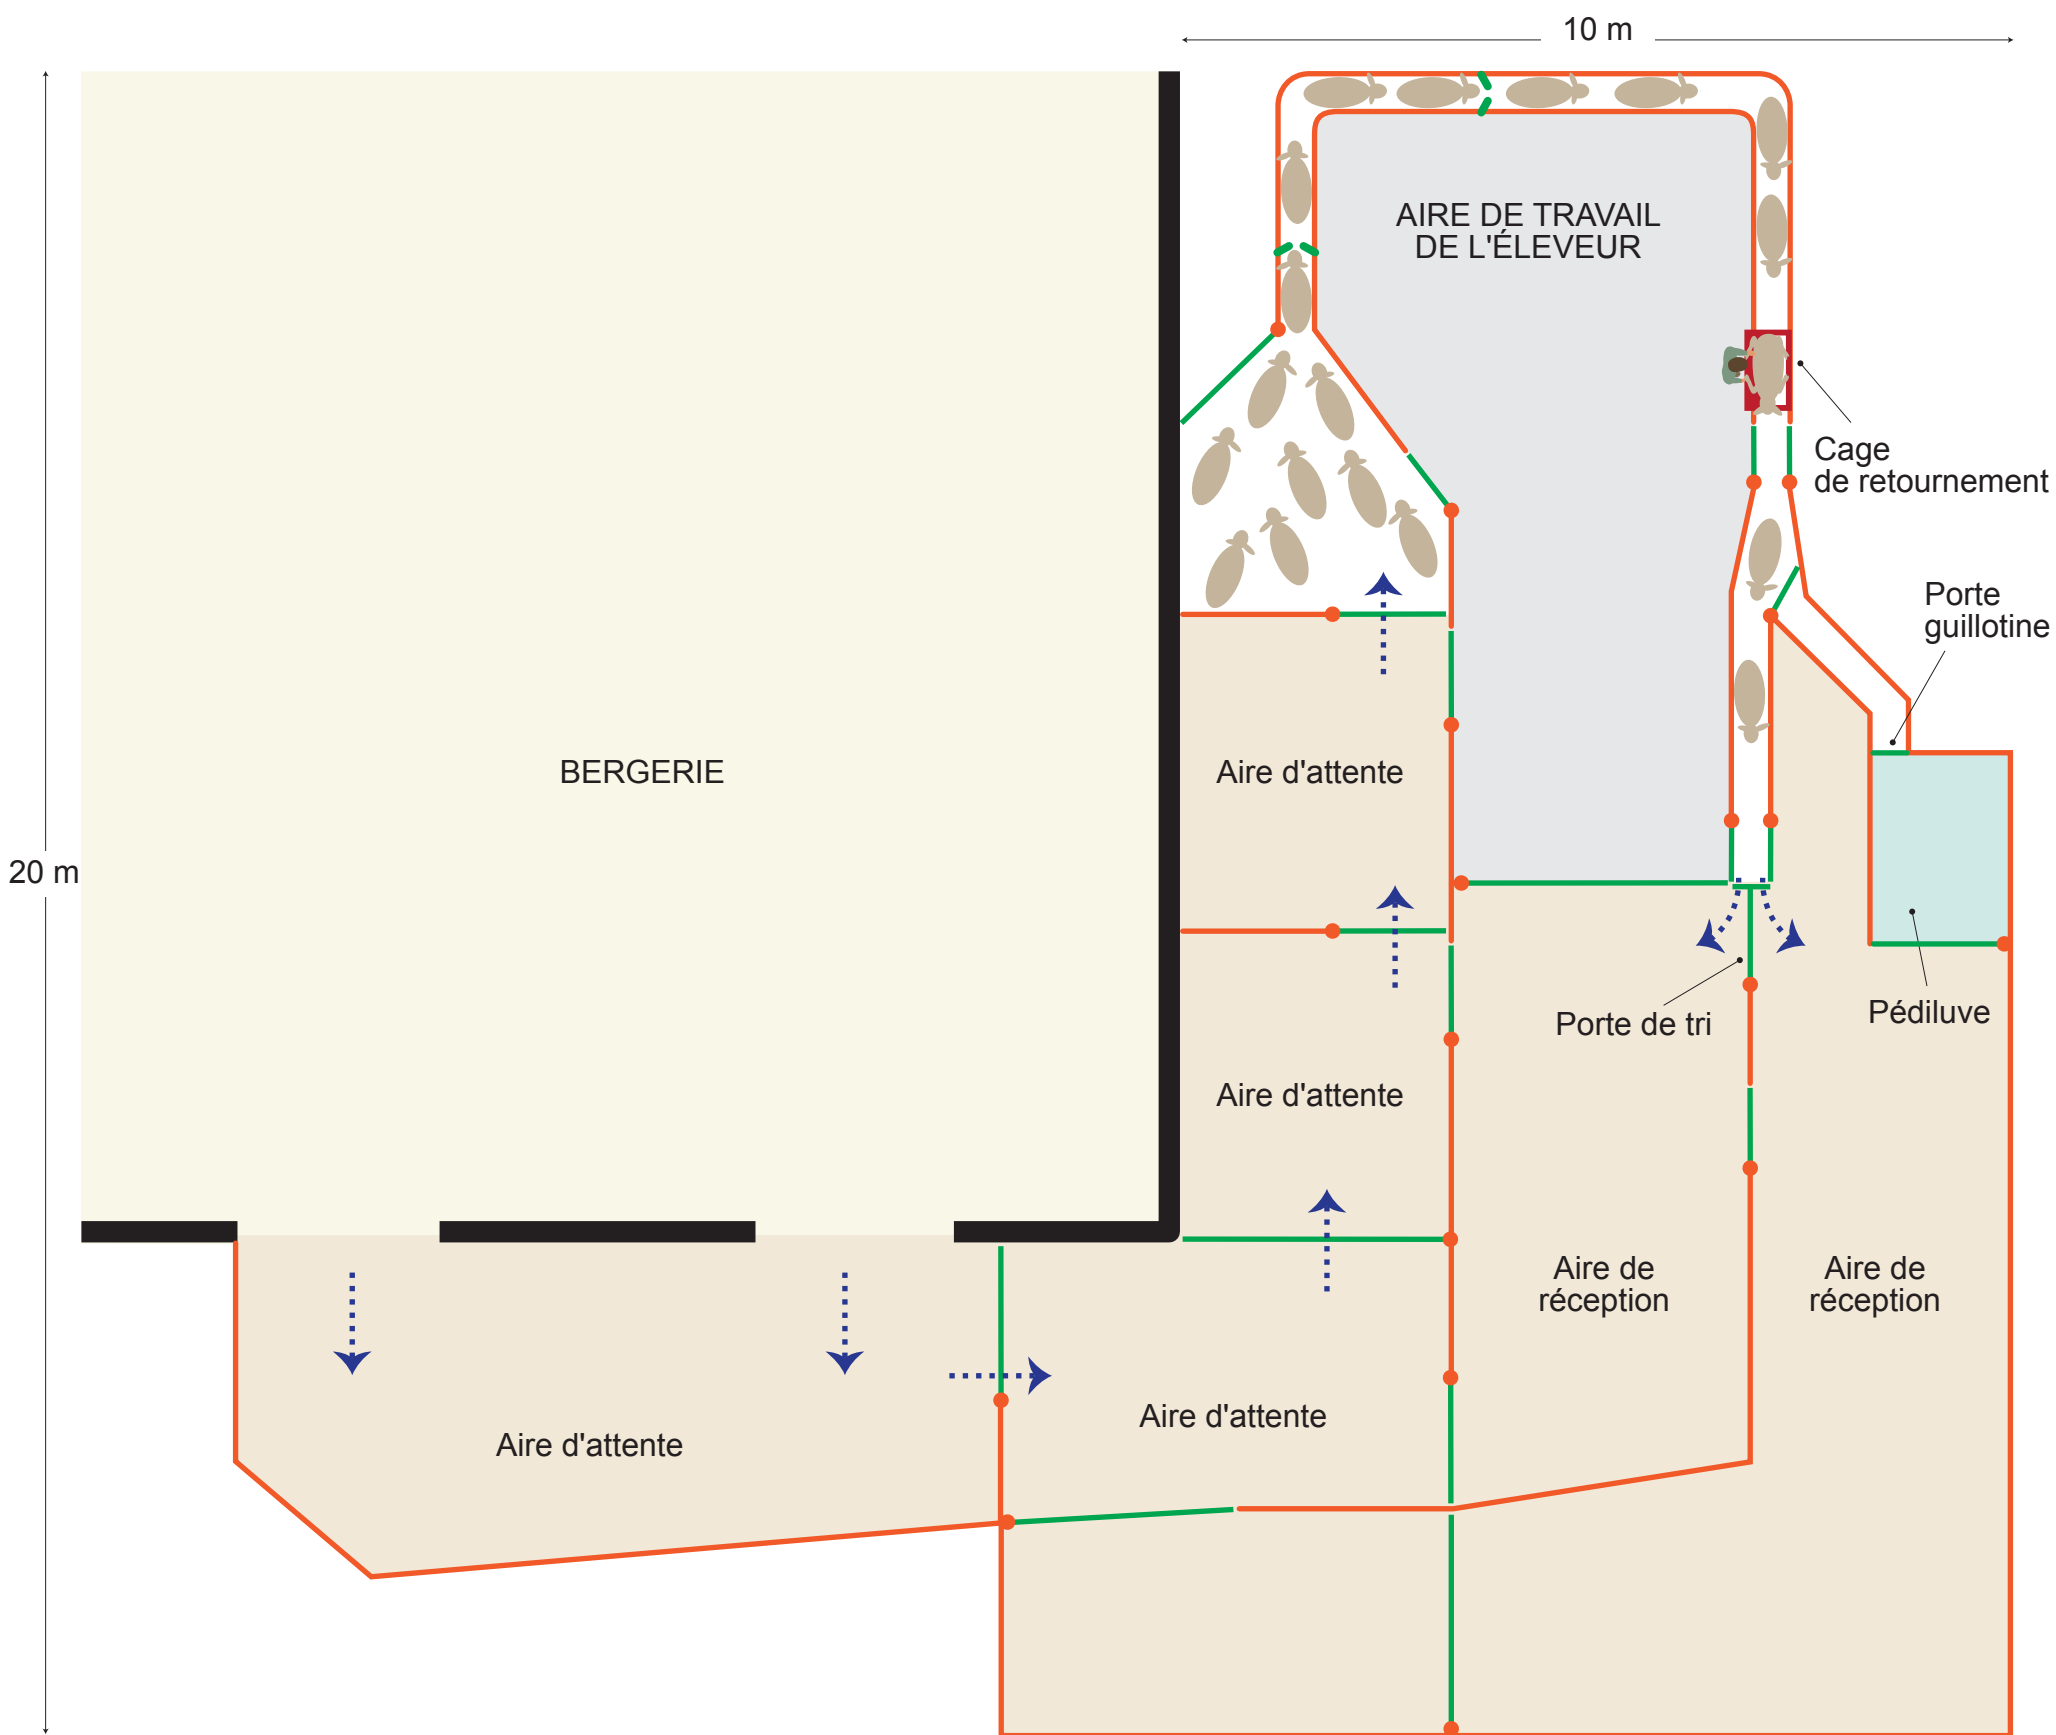 10 m
AIRE DE TRAVAIL
DE L'ÉLEVEUR
Cage
de retournement
Porte
guillotine
BERGERIE
Aire d'attente
20 m
Porte de tri
Pédiluve
Aire d'attente
Aire de
réception
Aire de
réception
Aire d'attente
Aire d'attente